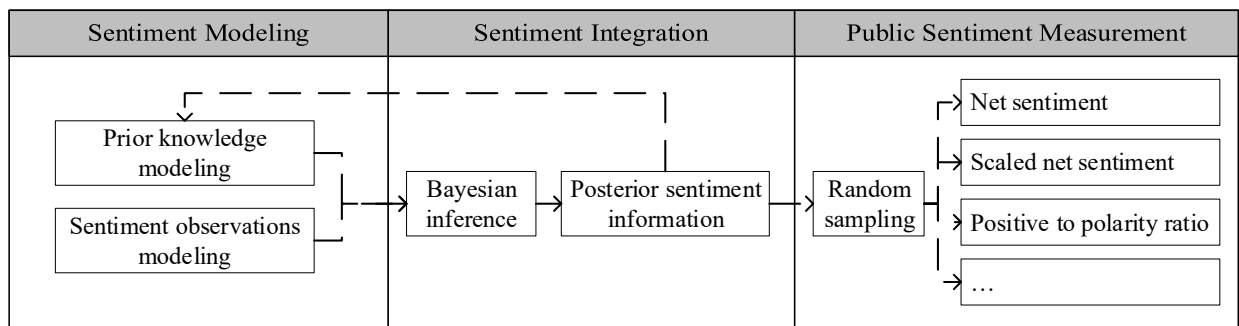 Sentiment Modeling
Sentiment Integration
Public Sentiment Measurement
Prior knowledge
modeling
Sentiment observations
modeling
Bayesian
inference
Posterior sentiment
information
Random
sampling
Net sentiment
Scaled net sentiment
Positive to polarity ratio
…